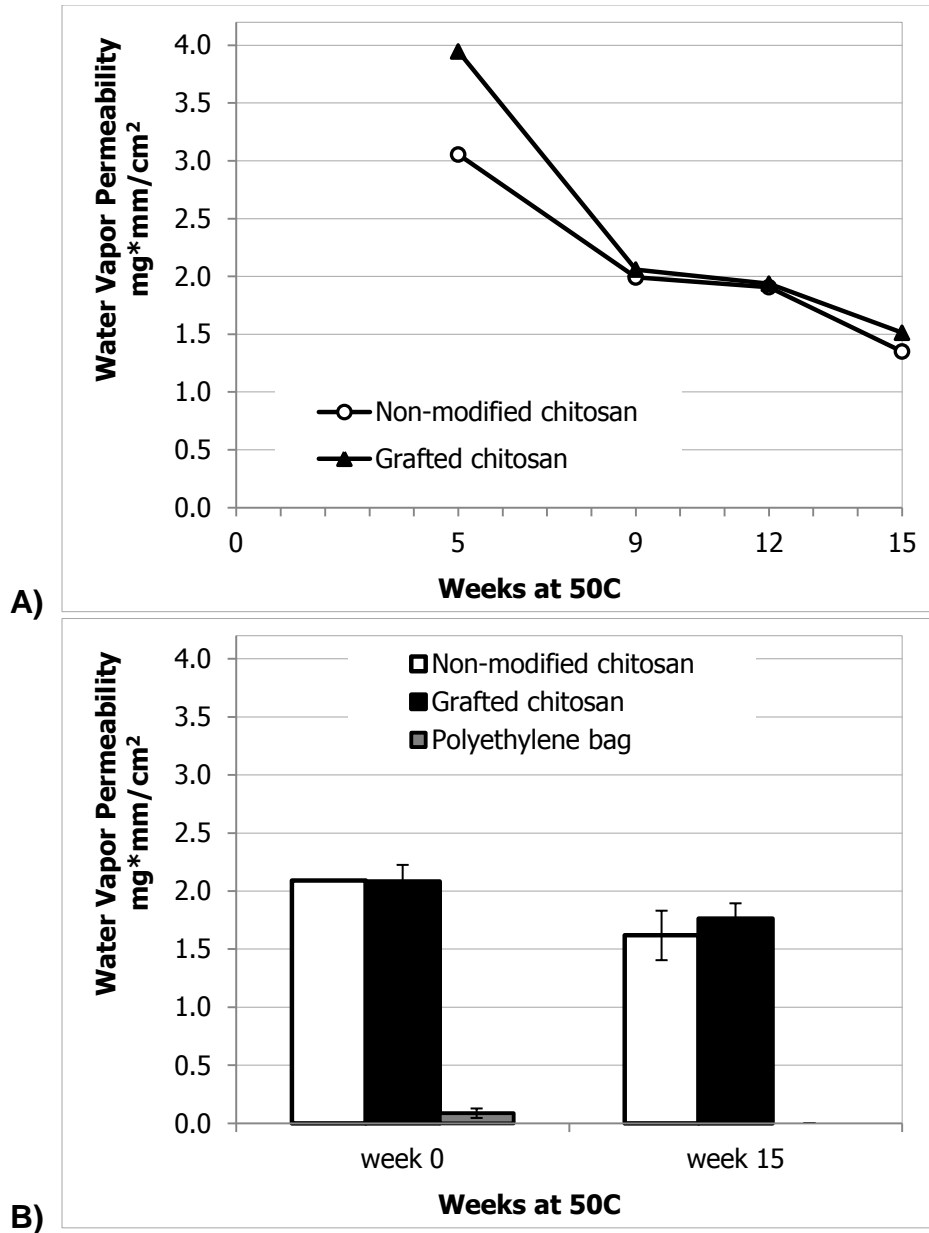 4.0
3.5
3.0
2.5
2.0
1.5
1.0
0.5
0.0
Water Vapor Permeability
mg*mm/cm²
Non-modified chitosan
Grafted chitosan
0 5 9 12 15
Weeks at 50C
A)
4.0
3.5
3.0
2.5
2.0
1.5
1.0
0.5
0.0
Water Vapor Permeability
mg*mm/cm²
Non-modified chitosan
Grafted chitosan
Polyethylene bag
week 0 week 15
Weeks at 50C
B)